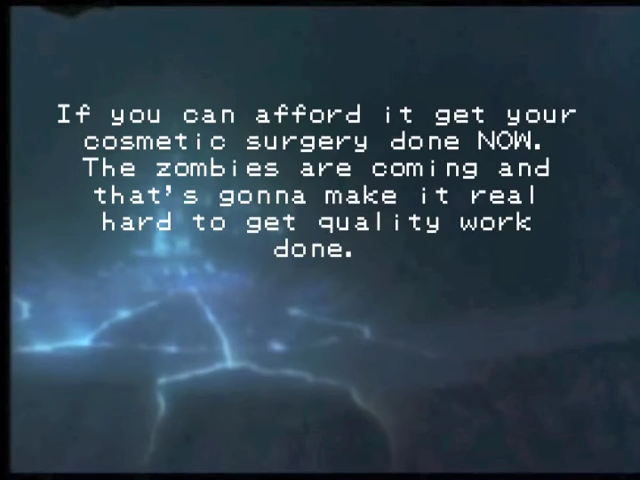 If you can afford it get your
cosmetic surgery done NOW.
The zombies are coming and
that's gonna make it real
hard to get quality work
done.